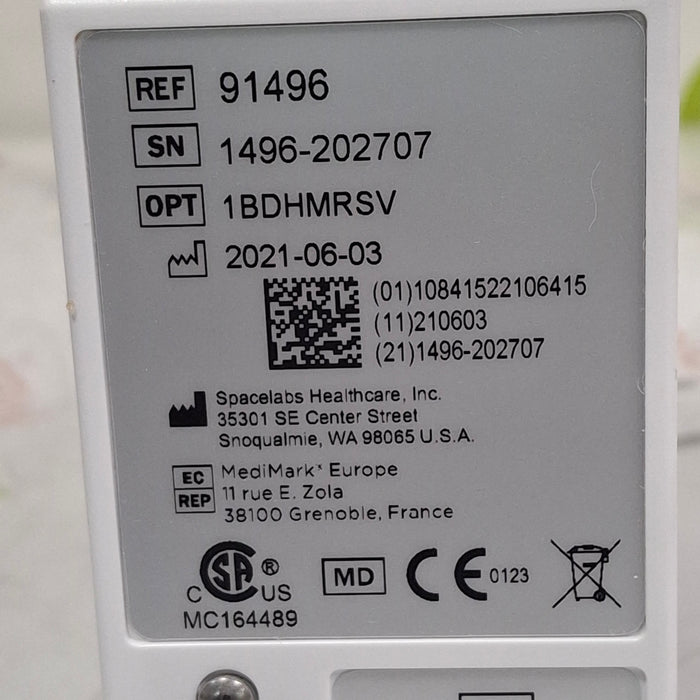 REF 91496
SN 1496-202707
OPT 1BDHMRSV
2021-06-03
(01)10841522106415
(11)210603
(21)1496-202707
Spacelabs Healthcare, Inc.
35301 SE Center Street
Snoqualmie, WA 98065 U.S.A.
EC REP
MediMark® Europe
11 rue E. Zola
38100 Grenoble, France
C SA ® US
MC164489
MD
CE 0123